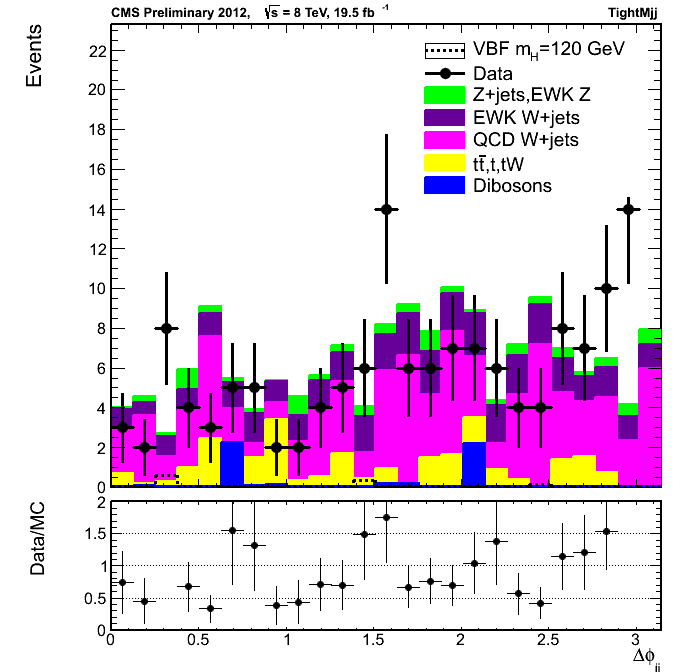 CMS Preliminary 2012, √s = 8 TeV, 19.5 fb⁻¹ TightMjj
Events
22
20
18
16
14
12
10
8
6
4
2
0
VBF m_H=120 GeV
Data
Z+jets,EWK Z
EWK W+jets
QCD W+jets
tt̄,t,tW
Dibosons
Data/MC
2
1.5
1
0.5
0
0 0.5 1 1.5 2 2.5 3
Δϕ_jj